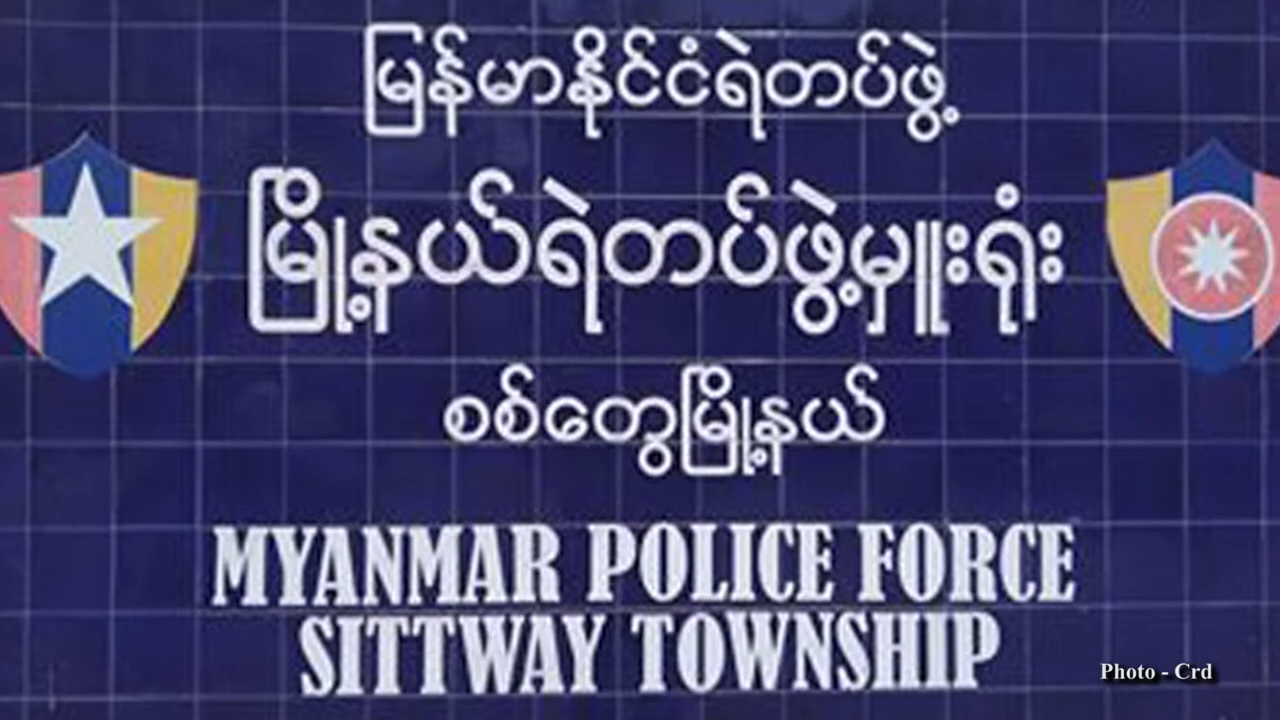 မြန်မာနိုင်ငံရဲတပ်ဖွဲ့
မြို့နယ်ရဲတပ်ဖွဲ့မှူးရုံး
စစ်တွေမြို့နယ်
MYANMAR POLICE FORCE
SITTWAY TOWNSHIP
Photo - Crd